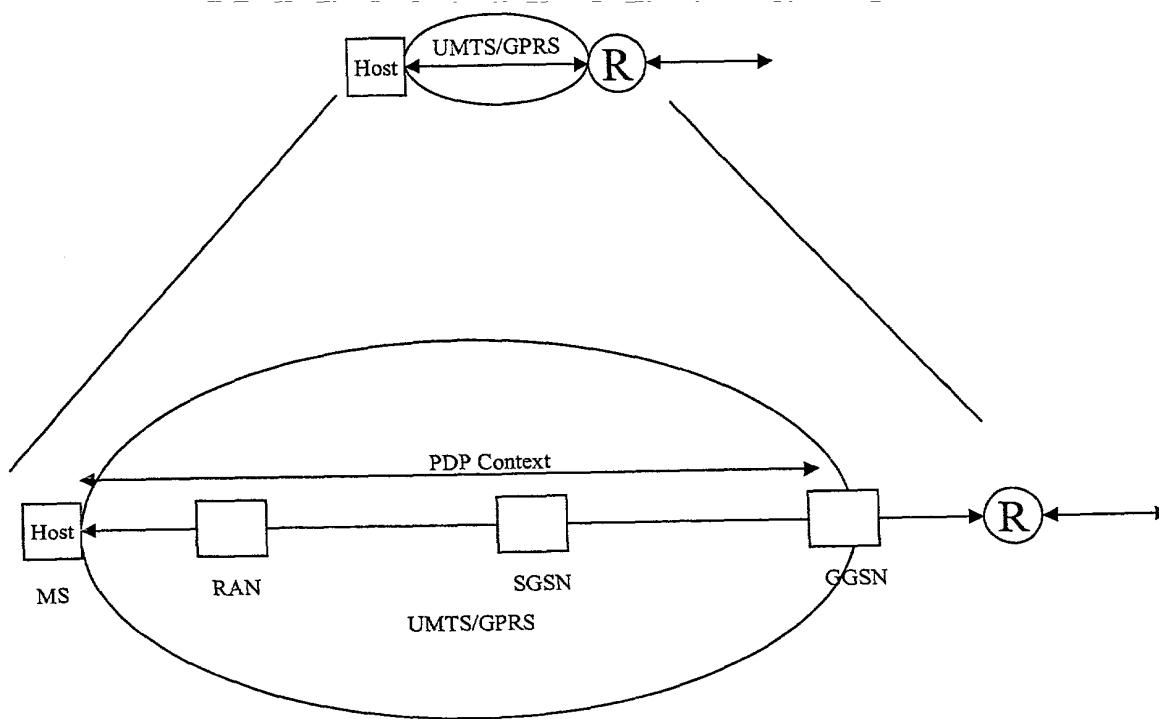 UMTS/GPRS
Host
R
PDP Context
Host
R
MS
RAN
SGSN
GGSN
UMTS/GPRS